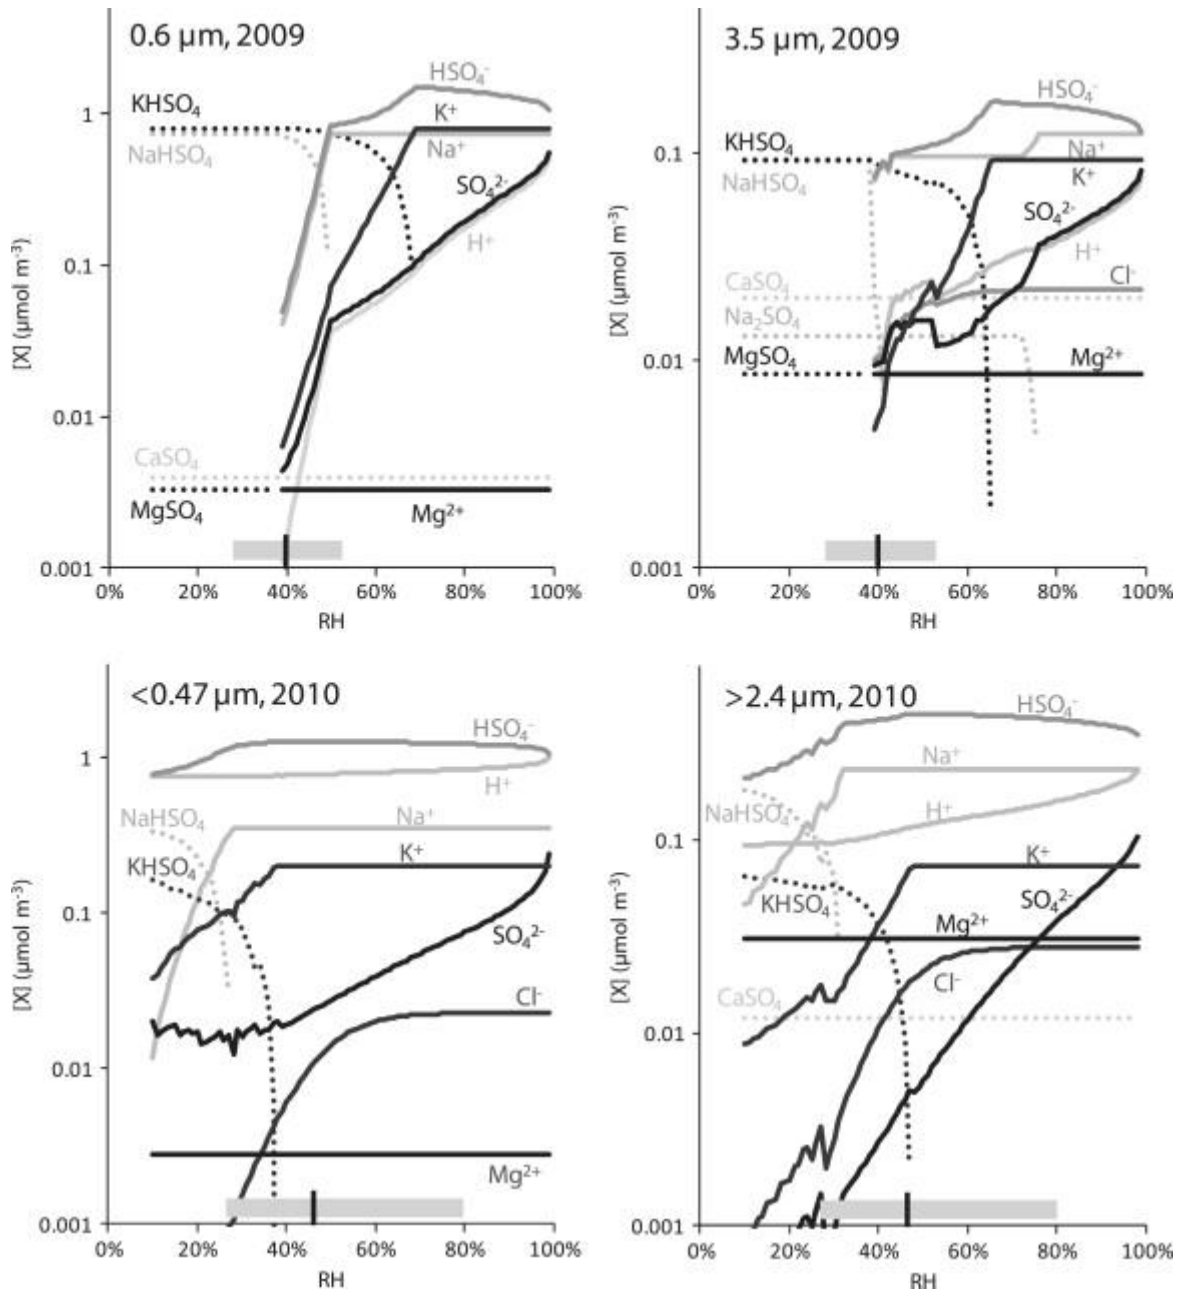 0.6 µm, 2009
HSO₄⁻
KHSO₄
K⁺
NaHSO₄
Na⁺
SO₄²⁻
H⁺
CaSO₄
MgSO₄
Mg²⁺
[X] (µmol m⁻³)
1
0.1
0.01
0.001
0% 20% 40% 60% 80% 100%
RH
3.5 µm, 2009
HSO₄⁻
KHSO₄
Na⁺
NaHSO₄
K⁺
SO₄²⁻
H⁺
CaSO₄
Cl⁻
Na₂SO₄
MgSO₄
Mg²⁺
[X] (µmol m⁻³)
0.1
0.01
0.001
0% 20% 40% 60% 80% 100%
RH
<0.47 µm, 2010
HSO₄⁻
H⁺
NaHSO₄
Na⁺
KHSO₄
K⁺
SO₄²⁻
Cl⁻
Mg²⁺
[X] (µmol m⁻³)
1
0.1
0.01
0.001
0% 20% 40% 60% 80% 100%
RH
>2.4 µm, 2010
HSO₄⁻
Na⁺
NaHSO₄
H⁺
K⁺
KHSO₄
SO₄²⁻
Mg²⁺
Cl⁻
CaSO₄
[X] (µmol m⁻³)
0.1
0.01
0.001
0% 20% 40% 60% 80% 100%
RH